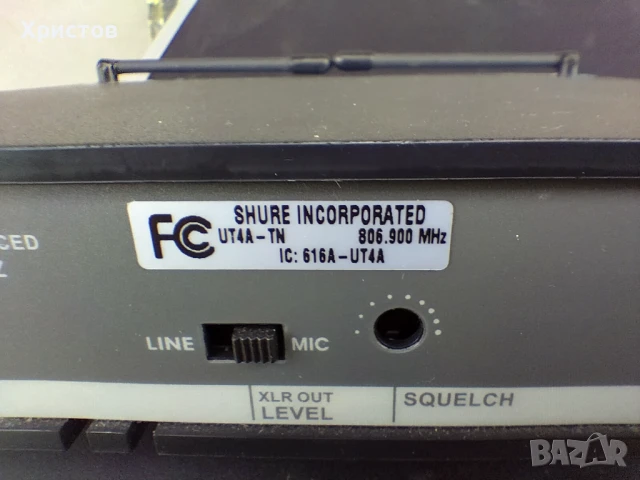 Христов
SHURE INCORPORATED
FC
UT4A-TN 806.900 MHz
IC: 616A-UT4A
CED
Z
LINE MIC
XLR OUT
LEVEL
SQUELCH
BAZAR